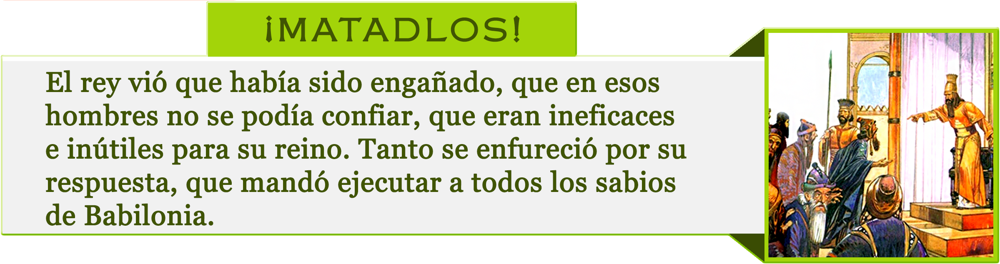 ¡MATADLOS!
El rey vió que había sido engañado, que en esos
hombres no se podía confiar, que eran ineficaces
e inútiles para su reino. Tanto se enfureció por su
respuesta, que mandó ejecutar a todos los sabios
de Babilonia.